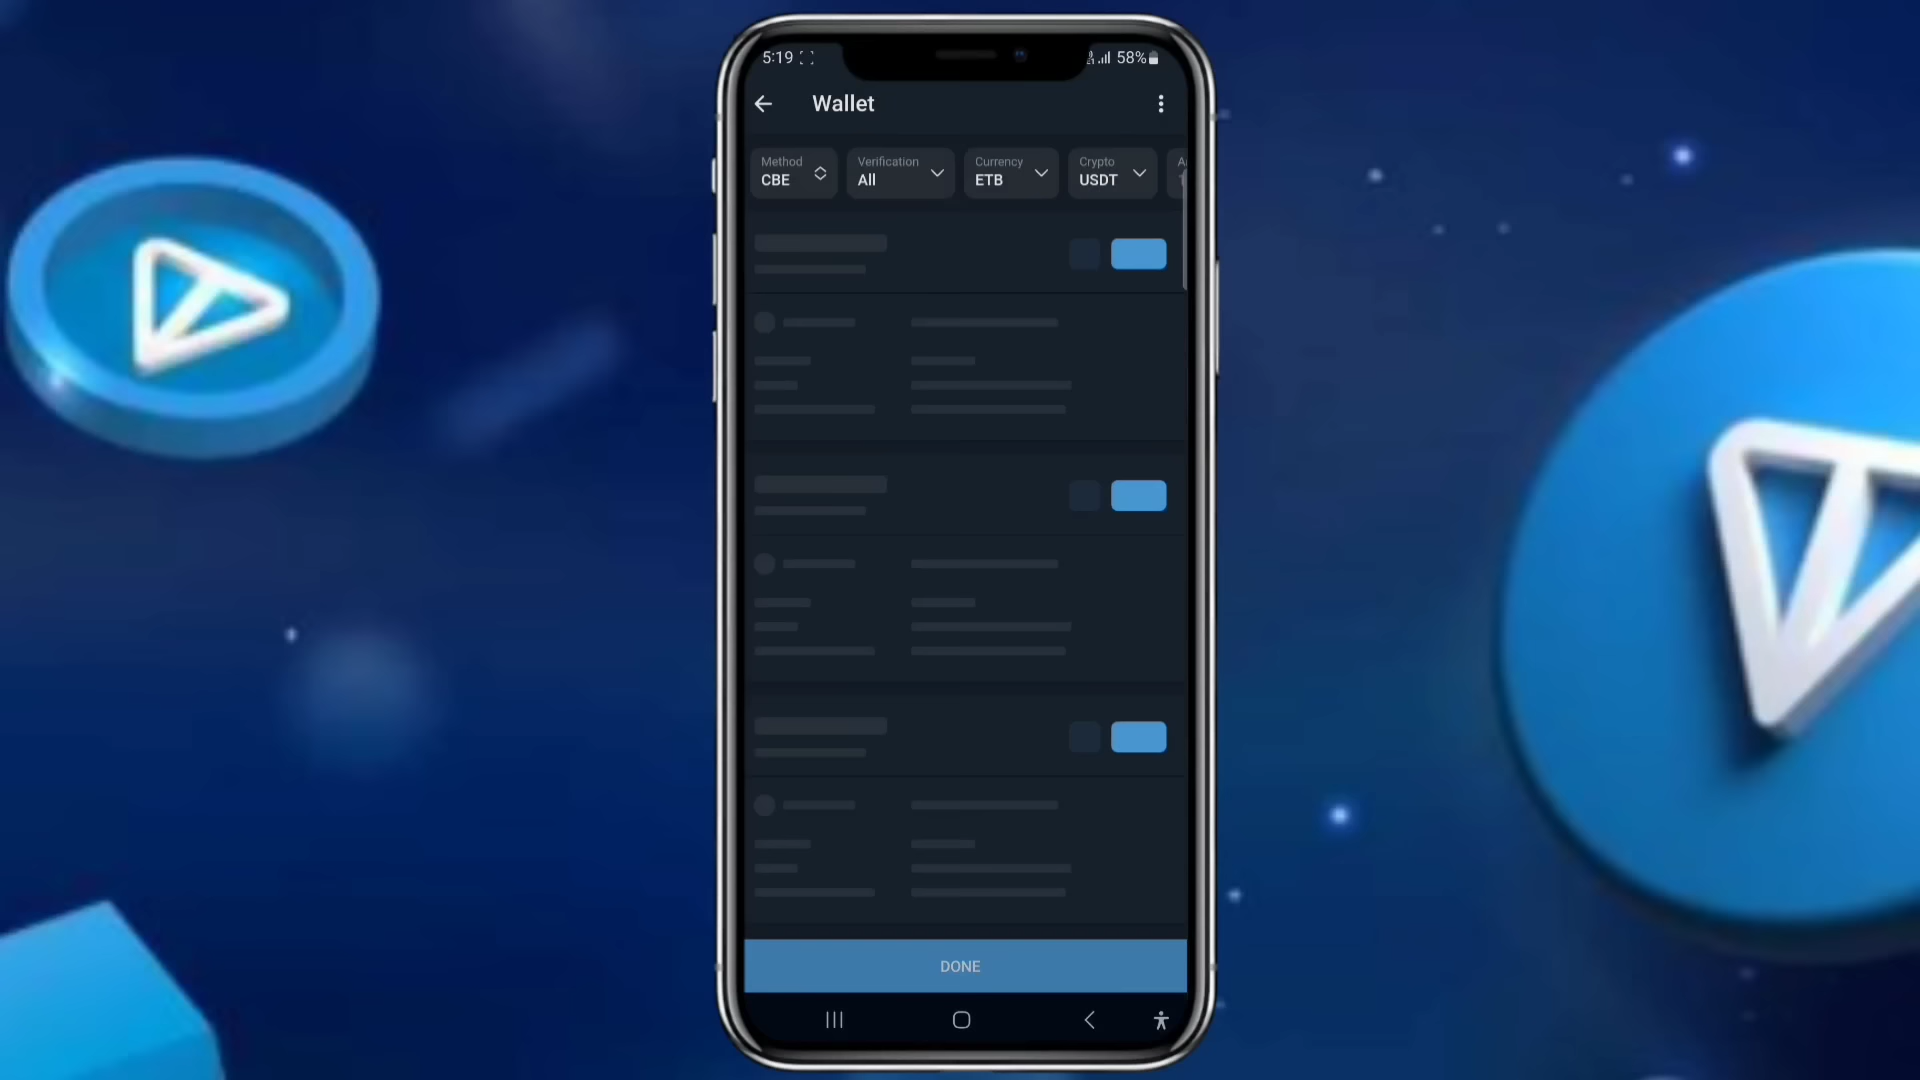 5:19
58%
Wallet
Method
CBE
Verification
All
Currency
ETB
Crypto
USDT
DONE